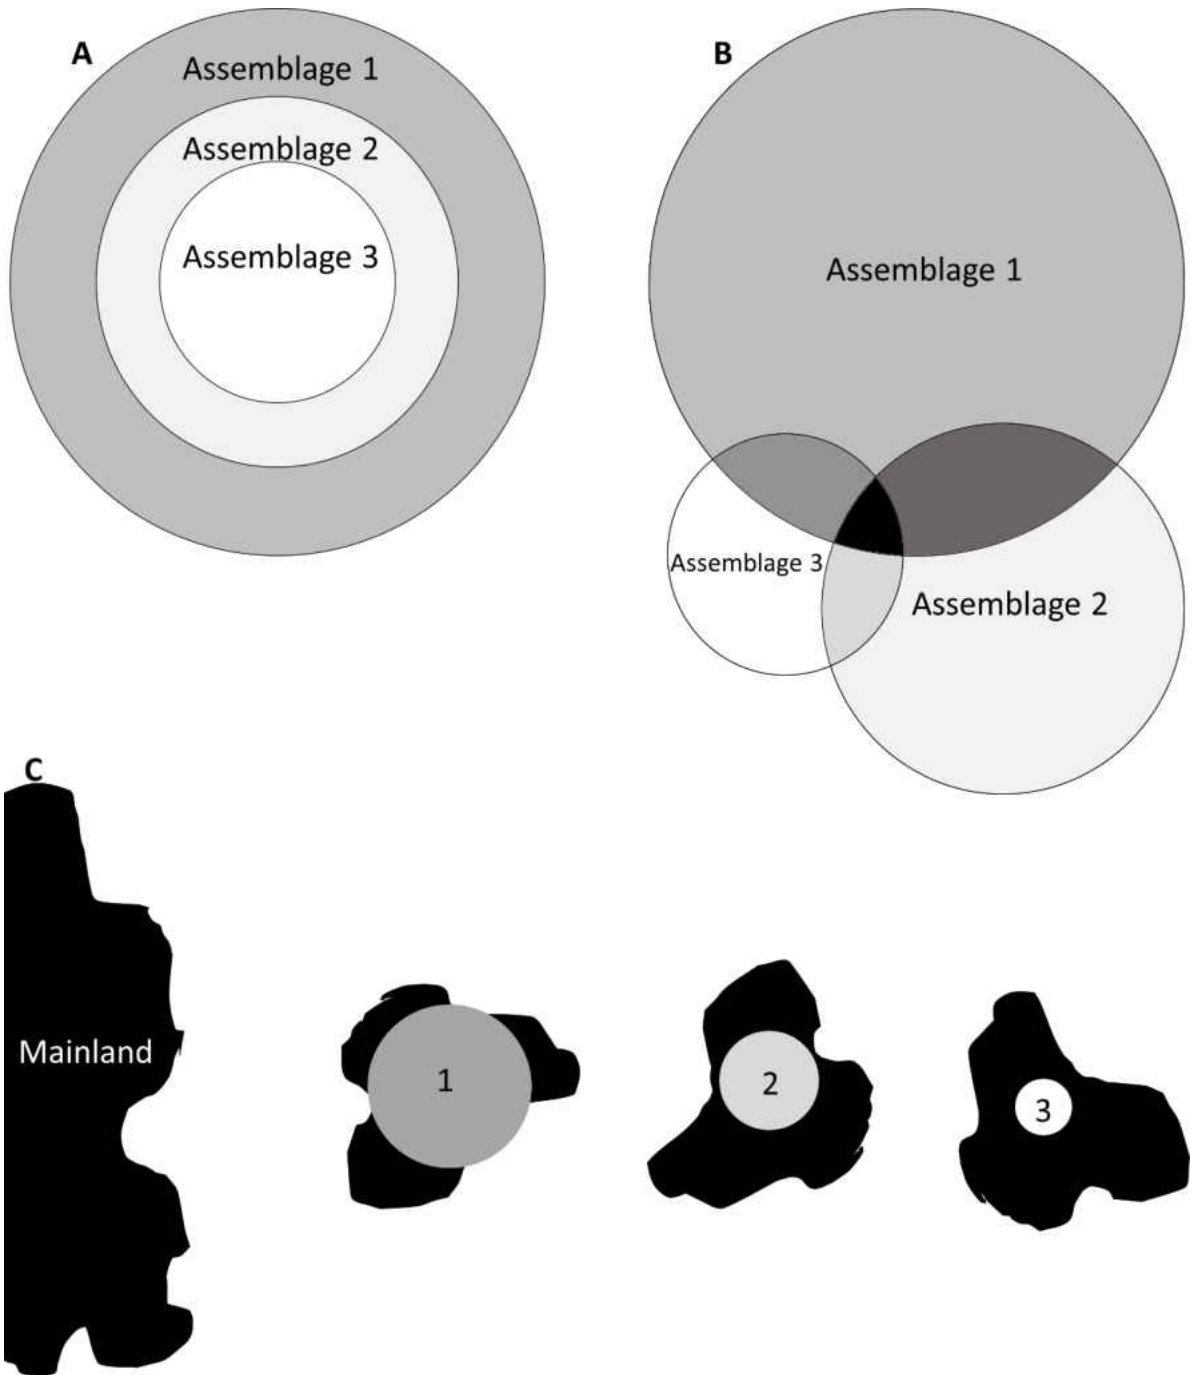 A
Assemblage 1
Assemblage 2
Assemblage 3
B
Assemblage 1
Assemblage 3
Assemblage 2
C
Mainland
1
2
3